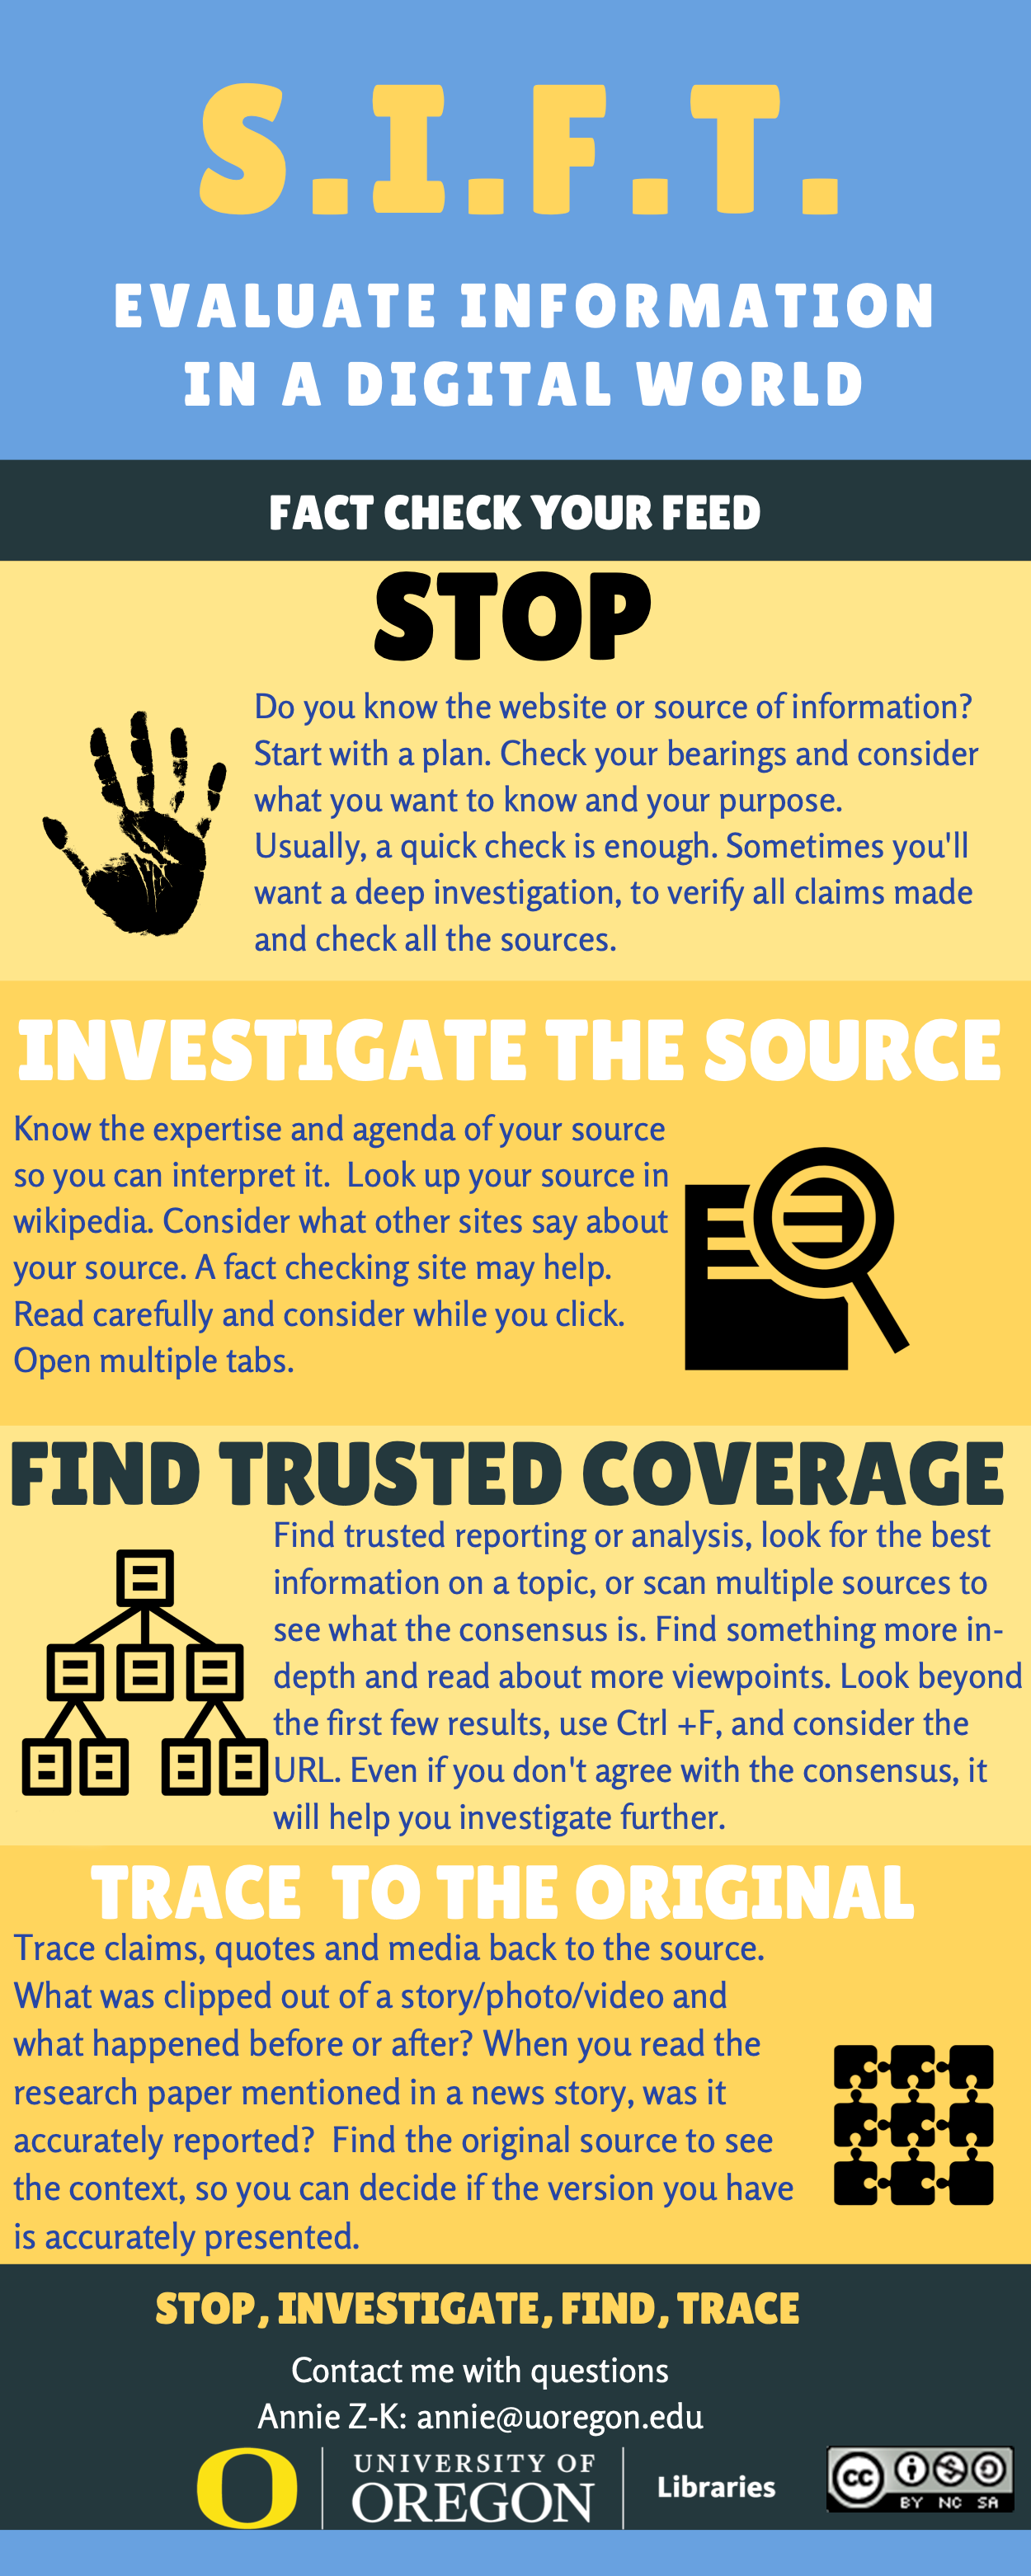 S.I.F.T.
EVALUATE INFORMATION
IN A DIGITAL WORLD
FACT CHECK YOUR FEED
STOP
Do you know the website or source of information?
Start with a plan. Check your bearings and consider
what you want to know and your purpose.
Usually, a quick check is enough. Sometimes you'll
want a deep investigation, to verify all claims made
and check all the sources.
INVESTIGATE THE SOURCE
Know the expertise and agenda of your source
so you can interpret it.  Look up your source in
wikipedia. Consider what other sites say about
your source. A fact checking site may help.
Read carefully and consider while you click.
Open multiple tabs.
FIND TRUSTED COVERAGE
Find trusted reporting or analysis, look for the best
information on a topic, or scan multiple sources to
see what the consensus is. Find something more in-
depth and read about more viewpoints. Look beyond
the first few results, use Ctrl +F, and consider the
URL. Even if you don't agree with the consensus, it
will help you investigate further.
TRACE  TO THE ORIGINAL
Trace claims, quotes and media back to the source.
What was clipped out of a story/photo/video and
what happened before or after? When you read the
research paper mentioned in a news story, was it
accurately reported?  Find the original source to see
the context, so you can decide if the version you have
is accurately presented.
STOP, INVESTIGATE, FIND, TRACE
Contact me with questions
Annie Z-K: annie@uoregon.edu
O
UNIVERSITY OF
OREGON
Libraries
cc
BY NC SA